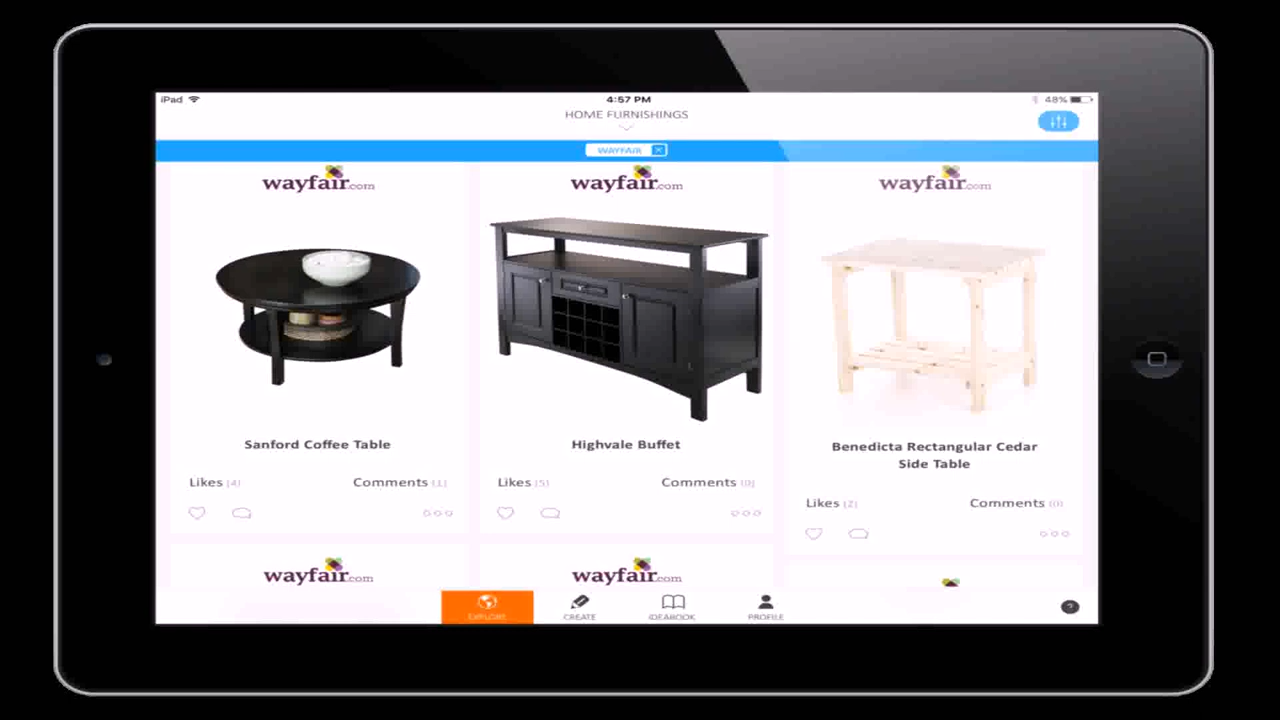 iPad 4:57 PM 48%
HOME FURNISHINGS
WAYFAIR
wayfair.com wayfair.com wayfair.com
Sanford Coffee Table Highvale Buffet Benedicta Rectangular Cedar
Side Table
Likes (4) Comments (1) Likes (5) Comments (0)
Likes (2) Comments (0)
wayfair.com wayfair.com
EXPLORE CREATE IDEABOOK PROFILE ?